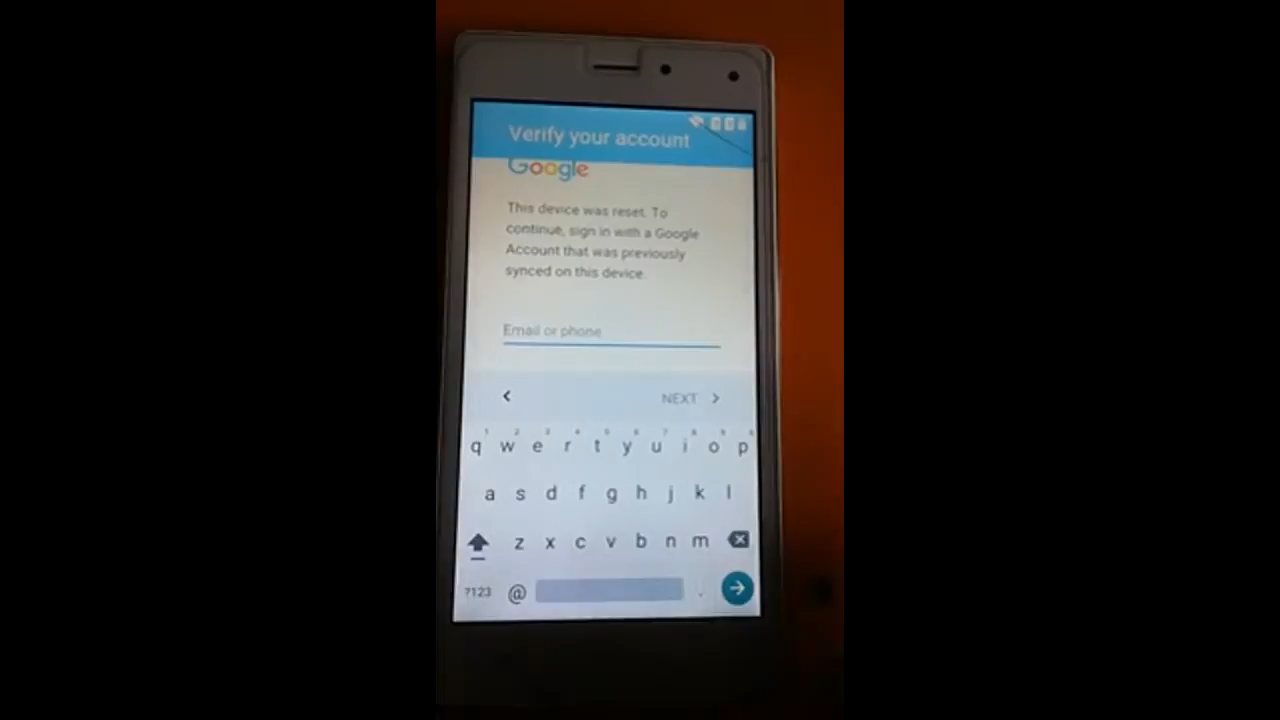 Verify your account
Google
This device was reset. To
continue, sign in with a Google
Account that was previously
synced on this device.
Email or phone
NEXT
q w e r t y u i o p
a s d f g h j k l
z x c v b n m
?123 @ .